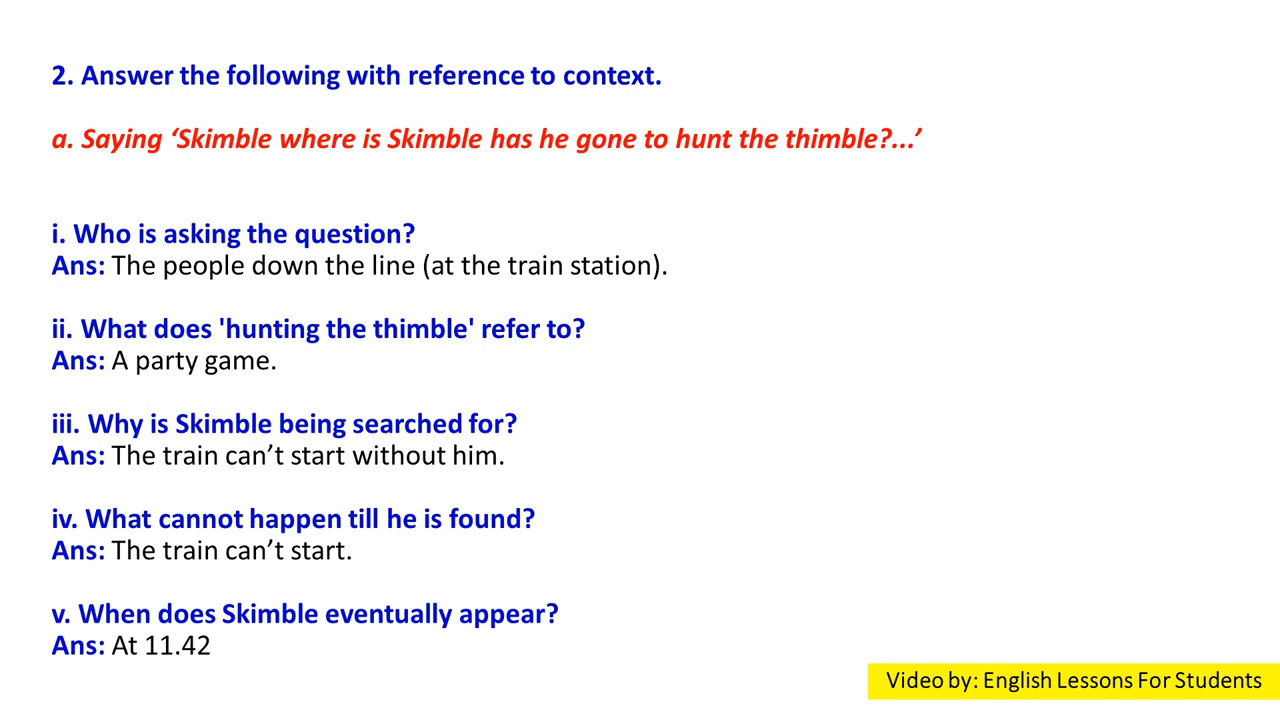 2. Answer the following with reference to context.
a. Saying ‘Skimble where is Skimble has he gone to hunt the thimble?...’
i. Who is asking the question?
Ans: The people down the line (at the train station).
ii. What does 'hunting the thimble' refer to?
Ans: A party game.
iii. Why is Skimble being searched for?
Ans: The train can’t start without him.
iv. What cannot happen till he is found?
Ans: The train can’t start.
v. When does Skimble eventually appear?
Ans: At 11.42
Video by: English Lessons For Students